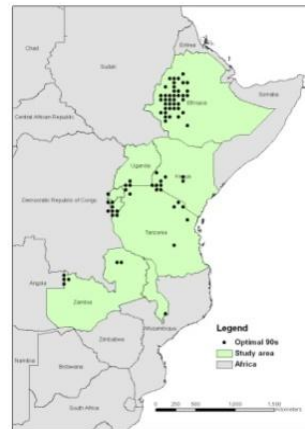 Chad
Sudan
Eritrea
Ethiopia
Somalia
Central African Republic
Uganda
Kenya
Democratic Republic of Congo
Tanzania
Angola
Zambia
Mozambique
Zimbabwe
Namibia
Botswana
South Africa
Legend
Optimal 90s
Study area
Africa